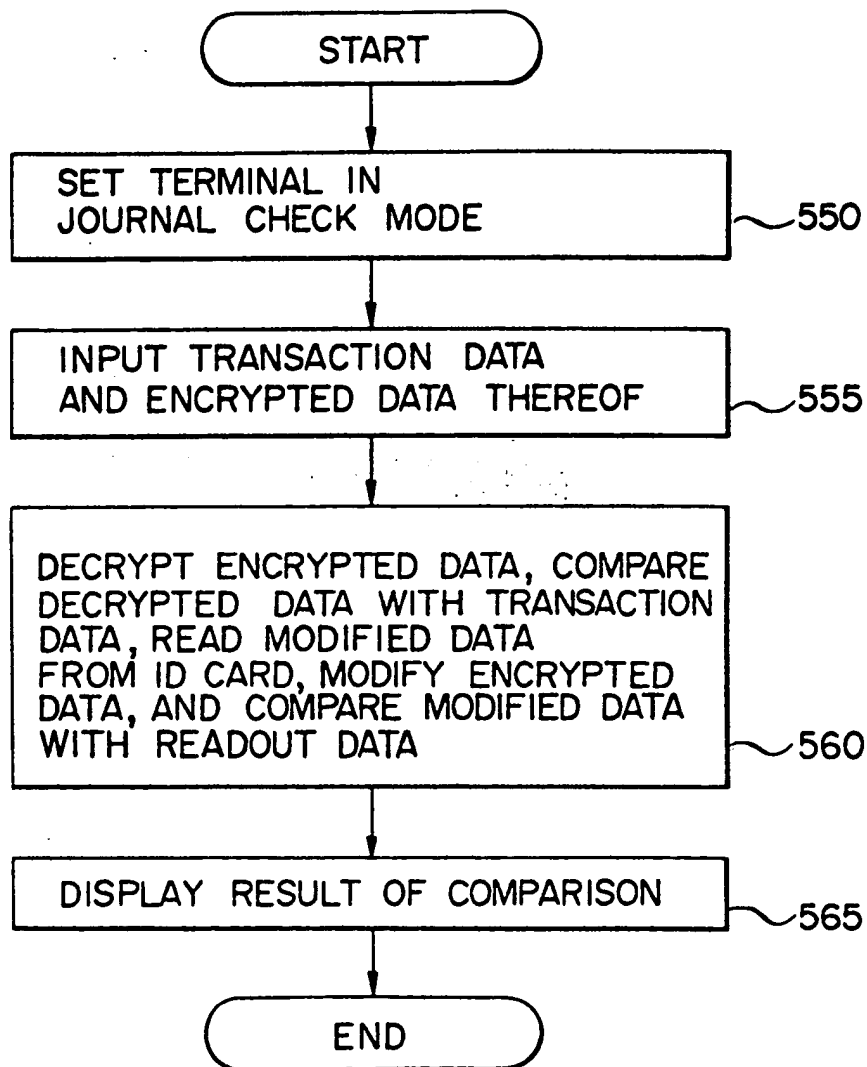 START
SET TERMINAL IN
JOURNAL CHECK MODE
550
INPUT TRANSACTION DATA
AND ENCRYPTED DATA THEREOF
555
DECRYPT ENCRYPTED DATA, COMPARE
DECRYPTED DATA WITH TRANSACTION
DATA, READ MODIFIED DATA
FROM ID CARD, MODIFY ENCRYPTED
DATA, AND COMPARE MODIFIED DATA
WITH READOUT DATA
560
DISPLAY RESULT OF COMPARISON
565
END